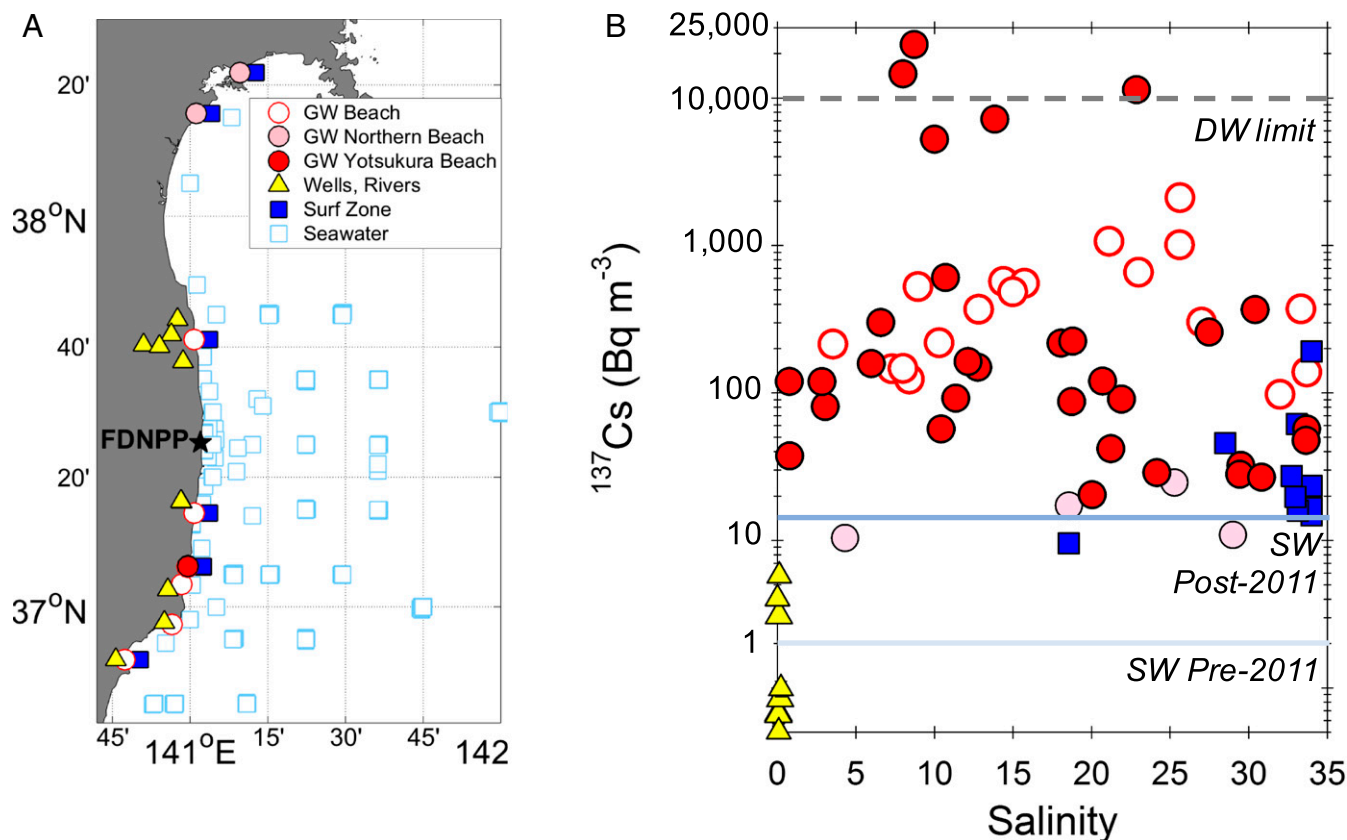 A
20'
38°N
40'
FDNPP
20'
37°N
45'
141°E
15'
30'
142
GW Beach
GW Northern Beach
GW Yotsukura Beach
Wells, Rivers
Surf Zone
Seawater
B
25,000
10,000
1,000
100
10
1
¹³⁷Cs (Bq m⁻³)
DW limit
SW
Post-2011
SW Pre-2011
0
5
10
15
20
25
30
35
Salinity